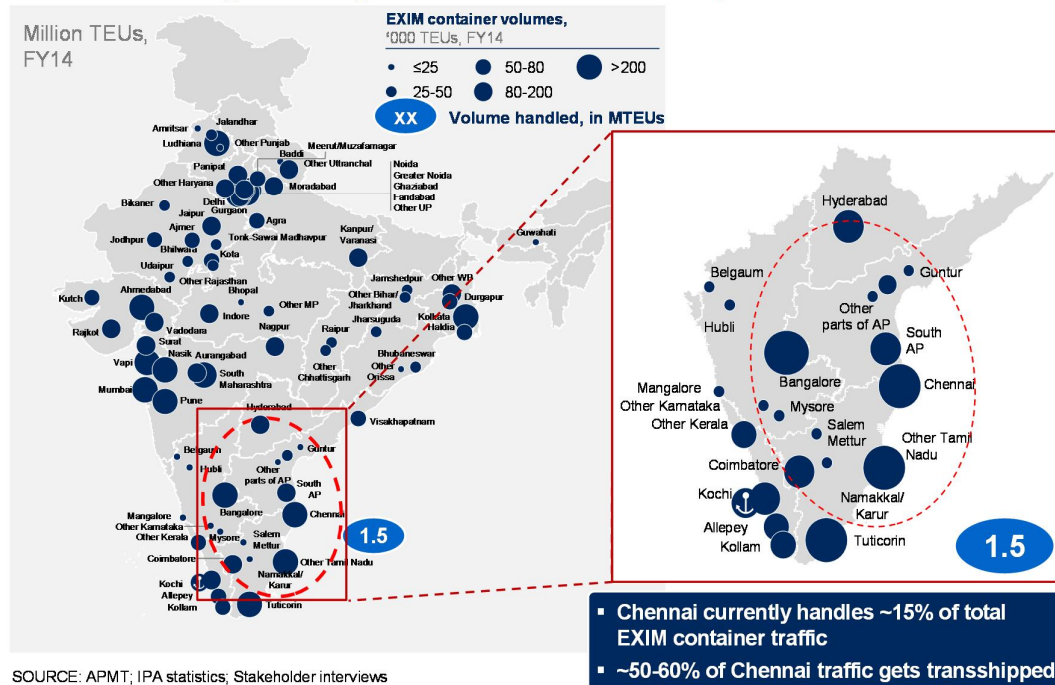 Million TEUs,
FY14
EXIM container volumes,
'000 TEUs, FY14
≤25
50-80
>200
25-50
80-200
XX
Volume handled, in MTEUs
Amritsar
Jalandhar
Ludhiana
Other Punjab
Meerut/Muzafarnagar
Baddi
Other Uttranchal
Panipat
Other Haryana
Moradabad
Noida
Greater Noida
Ghaziabad
Faridabad
Other UP
Bikaner
Delhi
Gurgaon
Jaipur
Agra
Ajmer
Jodhpur
Tonk-Sawai Madhavpur
Kanpur/
Varanasi
Guwahati
Bhilwara
Kota
Udaipur
Other Rajasthan
Jamshedpur
Other WB
Kutch
Ahmedabad
Bhopal
Other MP
Other Bihar/
Jharkhand
Durgapur
Indore
Kolkata
Haldia
Rajkot
Vadodara
Nagpur
Raipur
Jharsuguda
Surat
Vapi
Nasik
Aurangabad
Other
Chhattisgarh
Bhubaneswar
Other
Orissa
South
Maharashtra
Mumbai
Pune
Hyderabad
Visakhapatnam
Belgaum
Guntur
Hubli
Other
parts of AP
South
AP
Bangalore
Mangalore
Chennai
Other Karnataka
Other Kerala
Mysore
Salem
Mettur
1.5
Coimbatore
Other Tamil Nadu
Namakkal/
Karur
Kochi
Allepey
Kollam
Tuticorin
Hyderabad
Belgaum
Guntur
Hubli
Other
parts of AP
South
AP
Bangalore
Chennai
Mangalore
Other Karnataka
Other Kerala
Mysore
Salem
Mettur
Other Tamil
Nadu
Coimbatore
Kochi
Namakkal/
Karur
Allepey
Kollam
Tuticorin
1.5
▪ Chennai currently handles ~15% of total
EXIM container traffic
▪ ~50-60% of Chennai traffic gets transshipped
SOURCE: APMT; IPA statistics; Stakeholder interviews